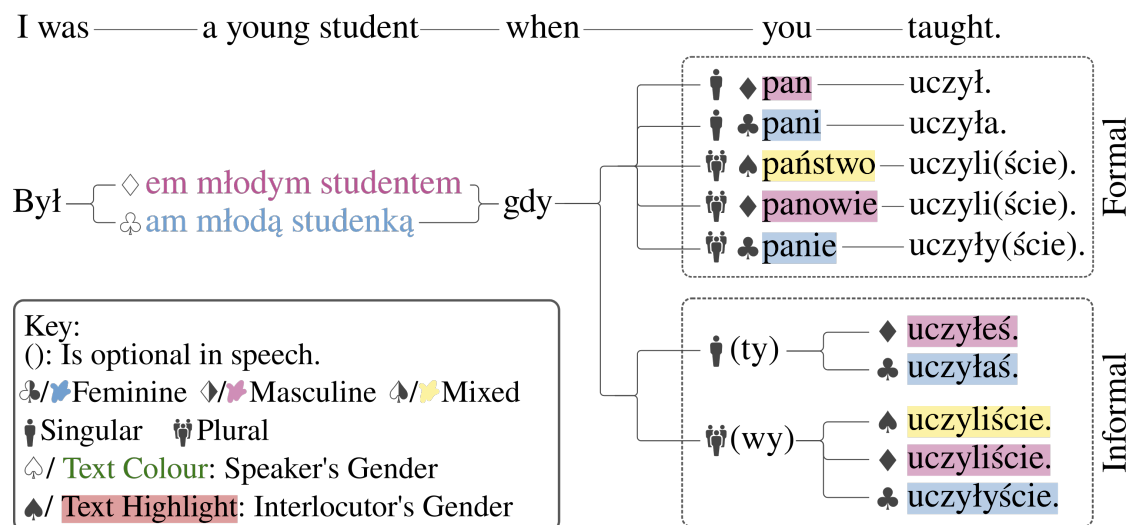 I was a young student when you taught.
pan uczył.
pani uczyła.
państwo uczyli(ście).
panowie uczyli(ście).
panie uczyły(ście).
Formal
Był
em młodym studentem
am młodą studenką
gdy
(ty)
uczyłeś.
uczyłaś.
(wy)
uczyliście.
uczyliście.
uczyłyście.
Informal
Key:
(): Is optional in speech.
/ Feminine / Masculine / Mixed
Singular Plural
/ Text Colour: Speaker's Gender
/ Text Highlight: Interlocutor's Gender